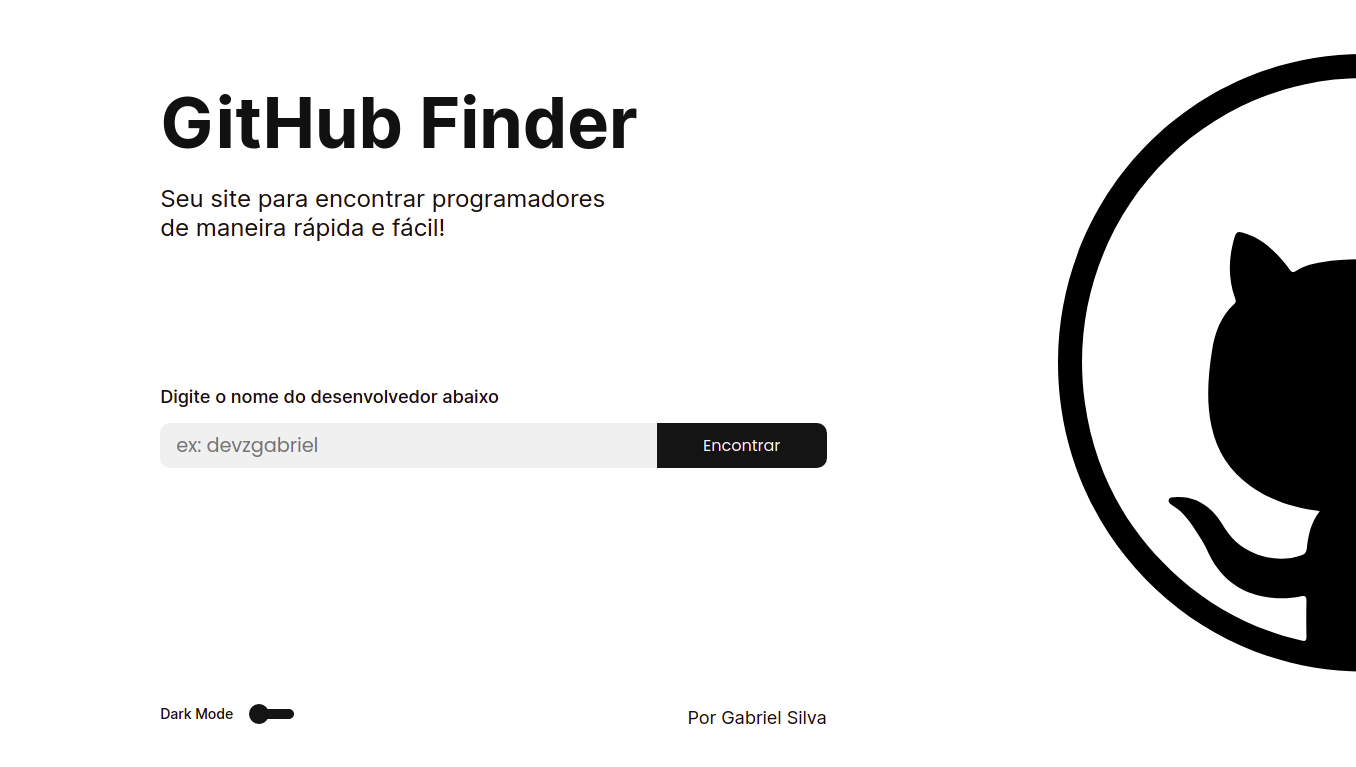 GitHub Finder
Seu site para encontrar programadores
de maneira rápida e fácil!
Digite o nome do desenvolvedor abaixo
ex: devzgabriel
Encontrar
Dark Mode
Por Gabriel Silva